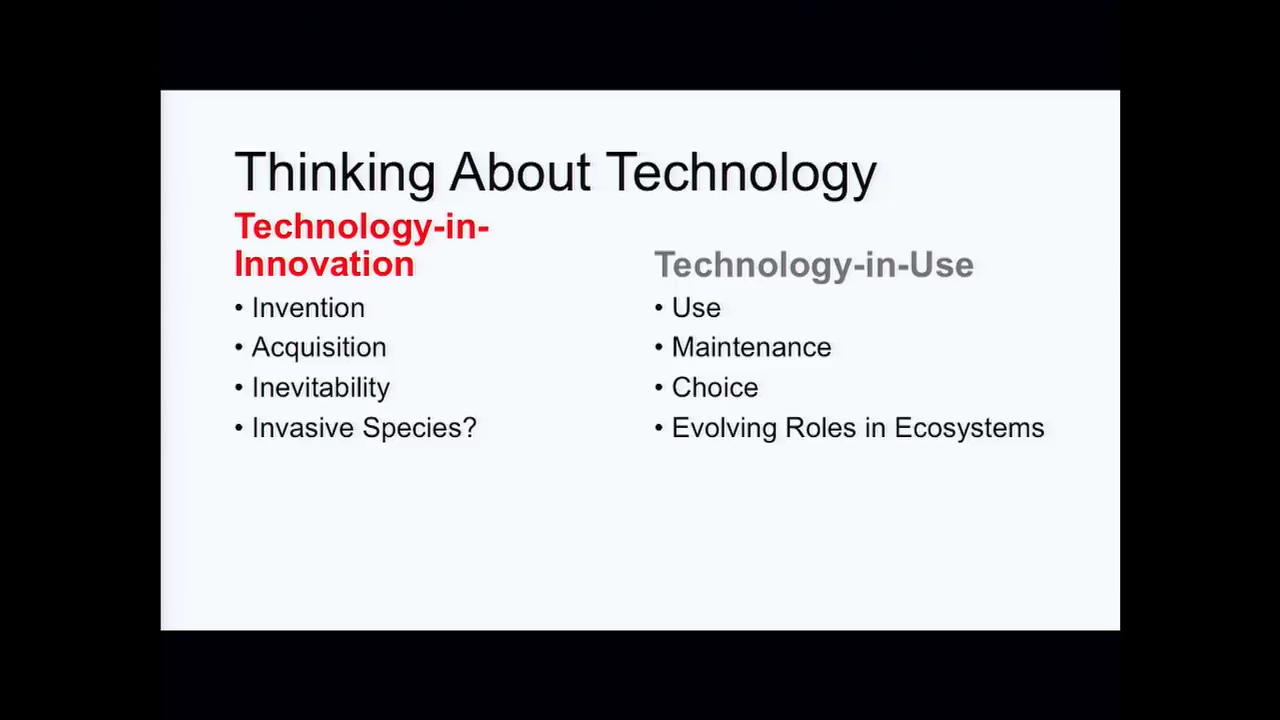 Thinking About Technology
Technology-in-
Innovation
• Invention
• Acquisition
• Inevitability
• Invasive Species?
Technology-in-Use
• Use
• Maintenance
• Choice
• Evolving Roles in Ecosystems